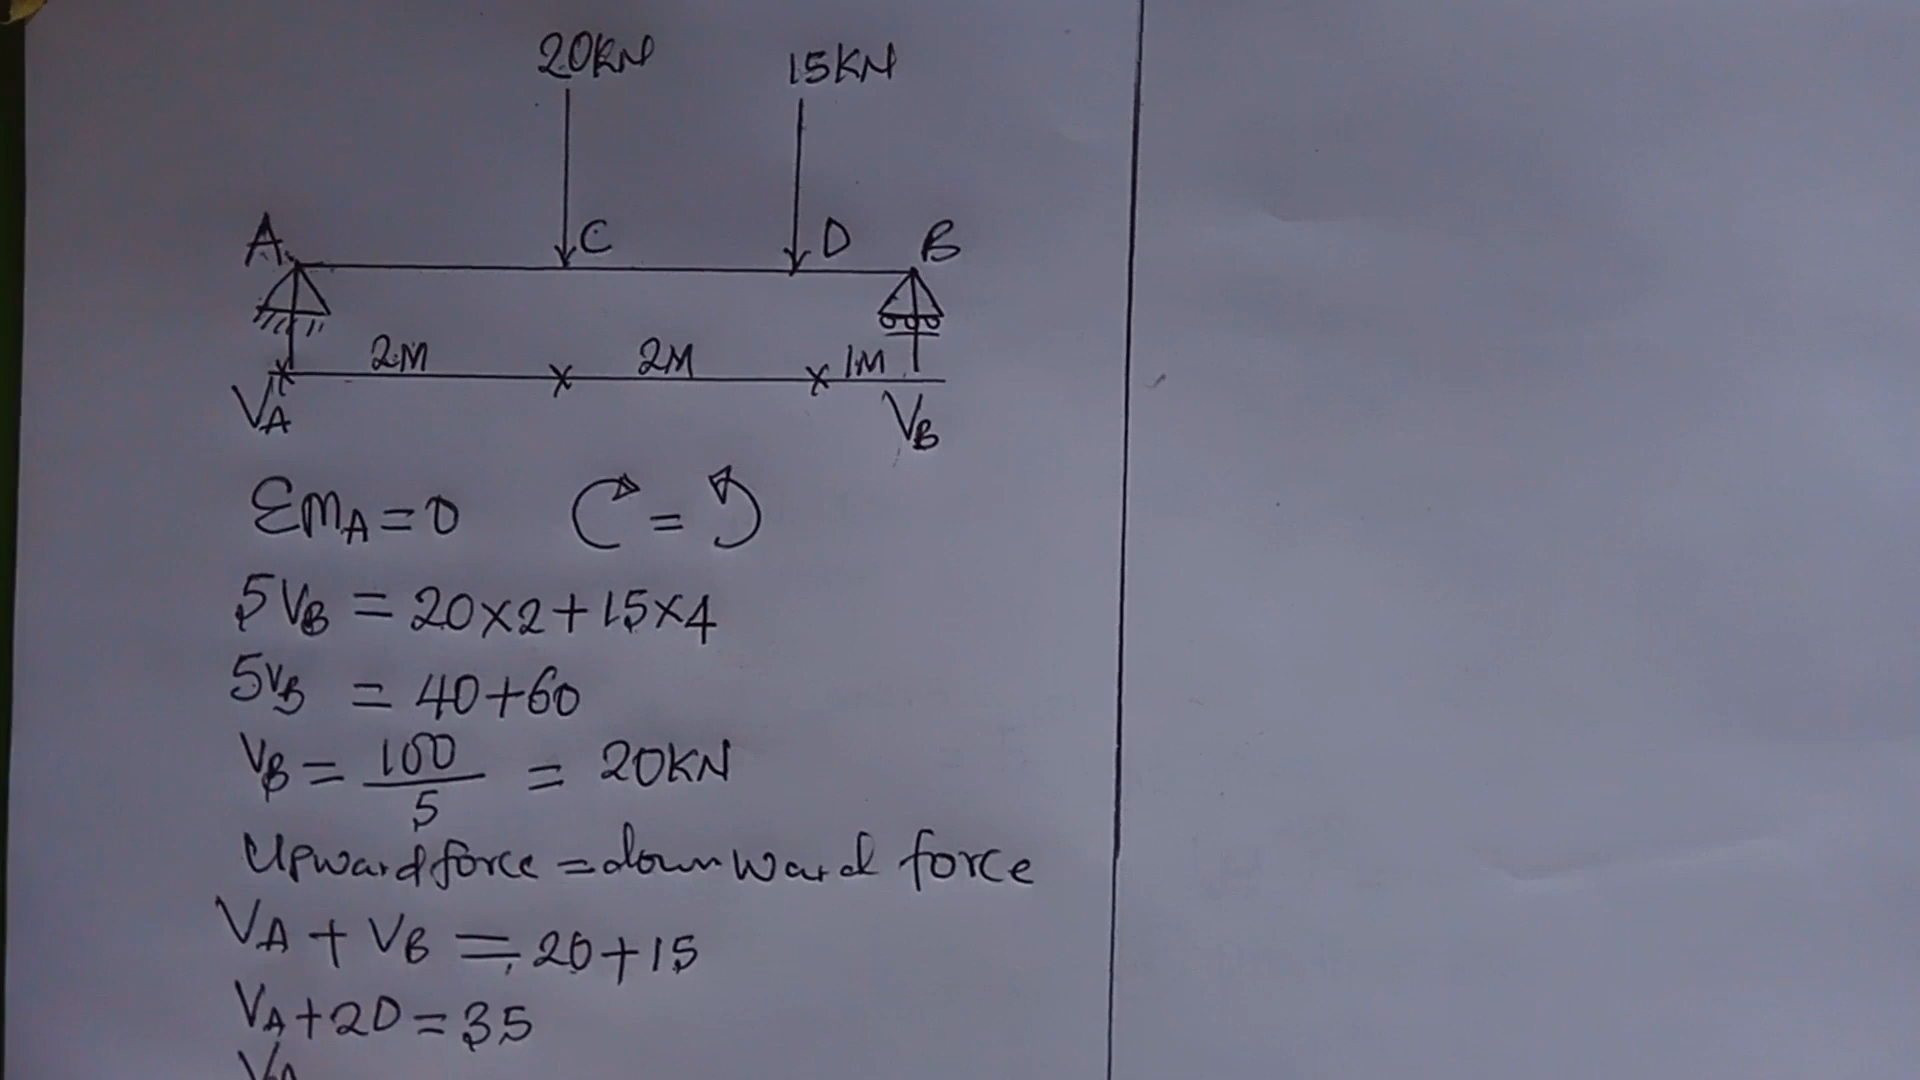 20KN 15KN
A C D B
2M 2M 1M
VA VB
ΣMA=0 =
5VB = 20×2+15×4
5VB = 40+60
VB = 100/5 = 20KN
Upward force = downward force
VA + VB = 20+15
VA+20=35
VA